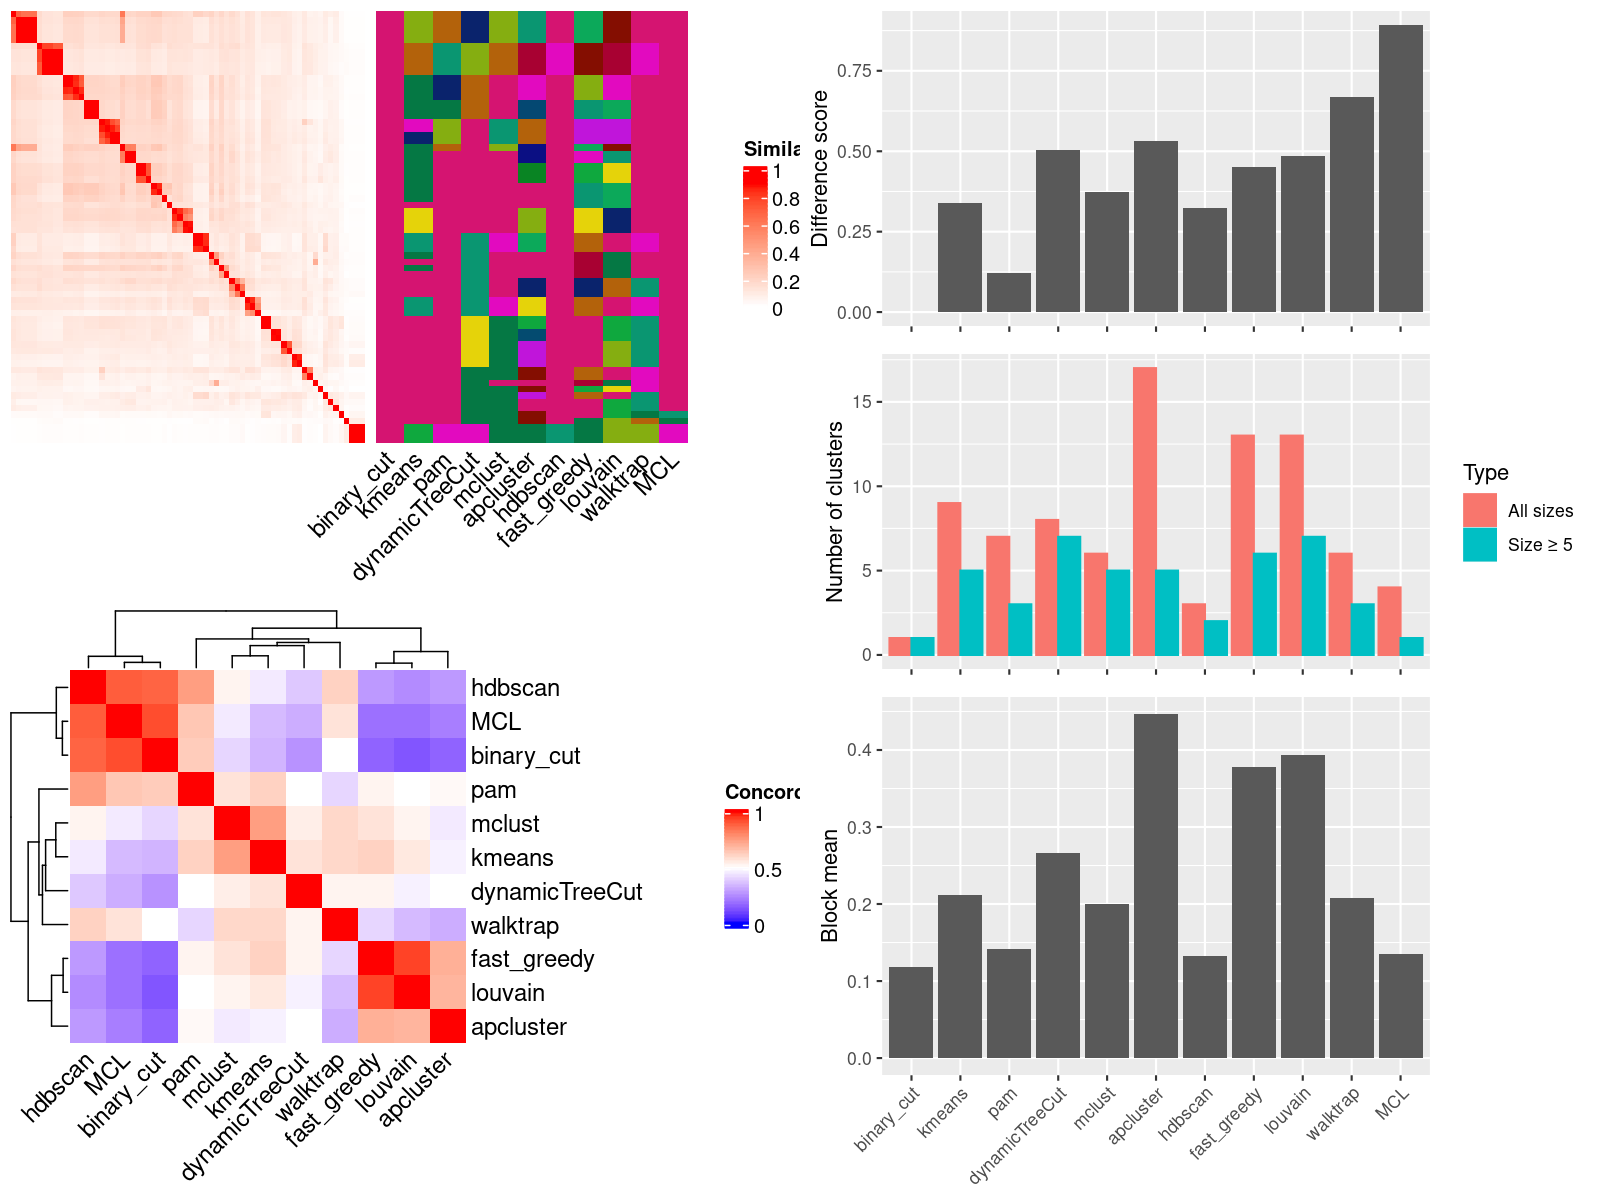 Simila
1
0.8
0.6
0.4
0.2
0
binary_cut
kmeans
pam
dynamicTreeCut
mclust
apcluster
hdbscan
fast_greedy
louvain
walktrap
MCL
hdbscan
MCL
binary_cut
pam
mclust
kmeans
dynamicTreeCut
walktrap
fast_greedy
louvain
apcluster
hdbscan
MCL
binary_cut
pam
mclust
kmeans
dynamicTreeCut
walktrap
fast_greedy
louvain
apcluster
Concord
1
0.5
0
Difference score
0.75
0.50
0.25
0.00
Number of clusters
15
10
5
0
Type
All sizes
Size ≥ 5
Block mean
0.4
0.3
0.2
0.1
0.0
binary_cut
kmeans
pam
dynamicTreeCut
mclust
apcluster
hdbscan
fast_greedy
louvain
walktrap
MCL